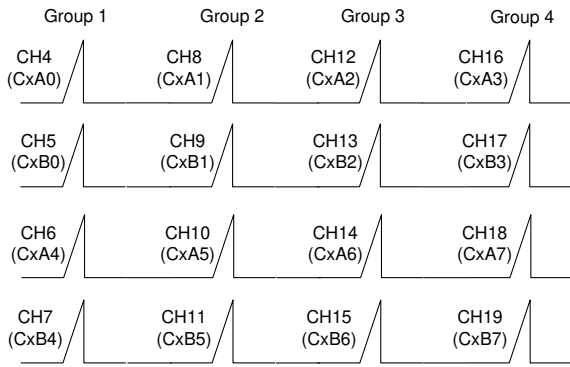 Group 1 Group 2 Group 3 Group 4
CH4 CH8 CH12 CH16
(CxA0) (CxA1) (CxA2) (CxA3)
CH5 CH9 CH13 CH17
(CxB0) (CxB1) (CxB2) (CxB3)
CH6 CH10 CH14 CH18
(CxA4) (CxA5) (CxA6) (CxA7)
CH7 CH11 CH15 CH19
(CxB4) (CxB5) (CxB6) (CxB7)